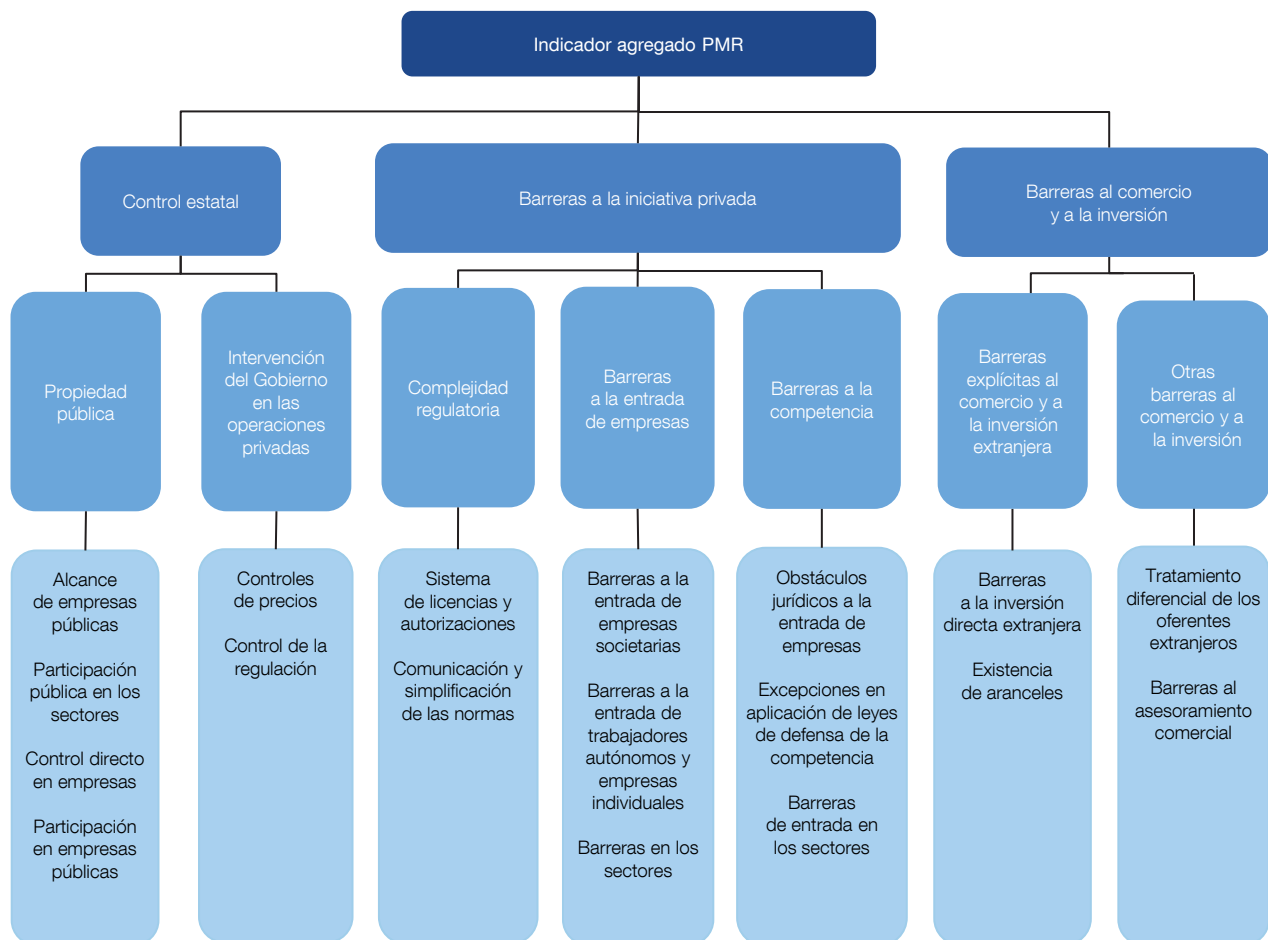 Indicador agregado PMR
Control estatal
Barreras a la iniciativa privada
Barreras al comercio
y a la inversión
Propiedad
pública
Intervención
del Gobierno
en las
operaciones
privadas
Complejidad
regulatoria
Barreras
a la entrada
de empresas
Barreras a la
competencia
Barreras
explícitas al
comercio y a
la inversión
extranjera
Otras
barreras al
comercio y a
la inversión
Alcance
de empresas
públicas
Participación
pública en los
sectores
Control directo
en empresas
Participación
en empresas
públicas
Controles
de precios
Control de la
regulación
Sistema
de licencias y
autorizaciones
Comunicación y
simplificación
de las normas
Barreras a la
entrada de
empresas
societarias
Barreras a la
entrada de
trabajadores
autónomos y
empresas
individuales
Barreras en los
sectores
Obstáculos
jurídicos a la
entrada de
empresas
Excepciones en
aplicación de leyes
de defensa de la
competencia
Barreras
de entrada en
los sectores
Barreras
a la inversión
directa extranjera
Existencia
de aranceles
Tratamiento
diferencial de los
oferentes
extranjeros
Barreras al
asesoramiento
comercial